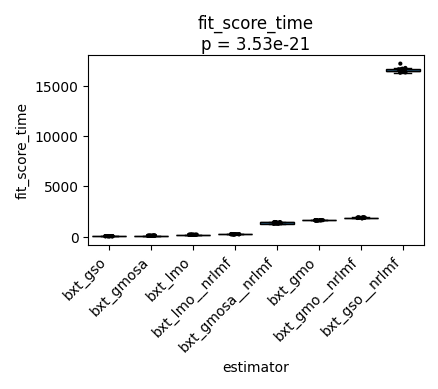 fit_score_time
p = 3.53e-21
fit_score_time
15000
10000
5000
0
bxt_gso
bxt_gmosa
bxt_lmo
bxt_lmo__nrlmf
bxt_gmosa__nrlmf
bxt_gmo
bxt_gmo__nrlmf
bxt_gso__nrlmf
estimator